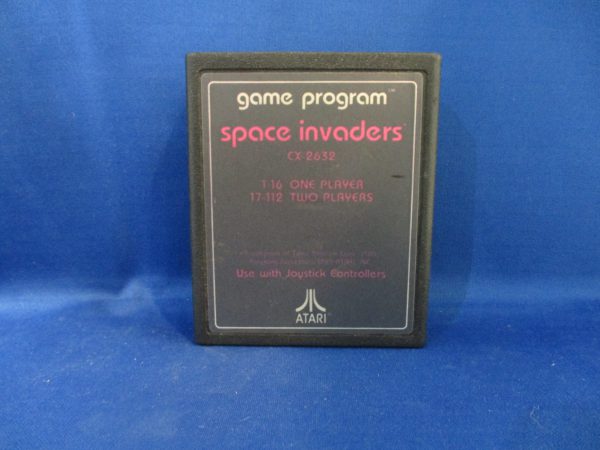 game program™
space invaders
CX-2632
1-16 ONE PLAYER
17-112 TWO PLAYERS
Use with Joystick Controllers
ATARI